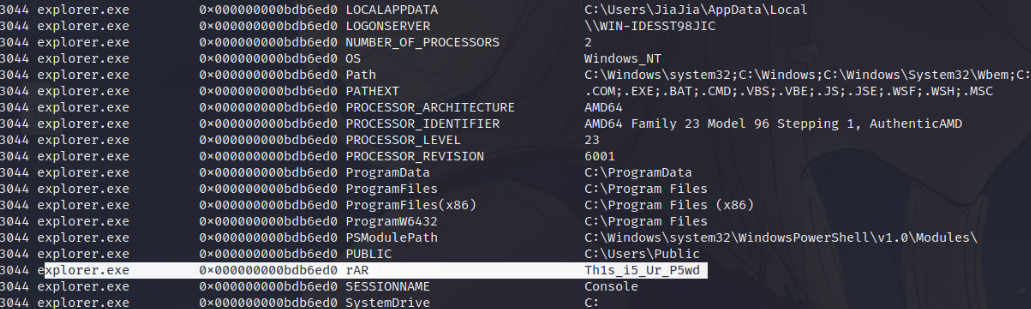 3044 explorer.exe 0×000000000bdb6ed0 LOCALAPPDATA C:\Users\JiaJia\AppData\Local
3044 explorer.exe 0×000000000bdb6ed0 LOGONSERVER \\WIN-IDESST98JIC
3044 explorer.exe 0×000000000bdb6ed0 NUMBER_OF_PROCESSORS 2
3044 explorer.exe 0×000000000bdb6ed0 OS Windows_NT
3044 explorer.exe 0×000000000bdb6ed0 Path C:\Windows\system32;C:\Windows;C:\Windows\System32\Wbem;C:
3044 explorer.exe 0×000000000bdb6ed0 PATHEXT .COM;.EXE;.BAT;.CMD;.VBS;.VBE;.JS;.JSE;.WSF;.WSH;.MSC
3044 explorer.exe 0×000000000bdb6ed0 PROCESSOR_ARCHITECTURE AMD64
3044 explorer.exe 0×000000000bdb6ed0 PROCESSOR_IDENTIFIER AMD64 Family 23 Model 96 Stepping 1, AuthenticAMD
3044 explorer.exe 0×000000000bdb6ed0 PROCESSOR_LEVEL 23
3044 explorer.exe 0×000000000bdb6ed0 PROCESSOR_REVISION 6001
3044 explorer.exe 0×000000000bdb6ed0 ProgramData C:\ProgramData
3044 explorer.exe 0×000000000bdb6ed0 ProgramFiles C:\Program Files
3044 explorer.exe 0×000000000bdb6ed0 ProgramFiles(x86) C:\Program Files (x86)
3044 explorer.exe 0×000000000bdb6ed0 ProgramW6432 C:\Program Files
3044 explorer.exe 0×000000000bdb6ed0 PSModulePath C:\Windows\system32\WindowsPowerShell\v1.0\Modules\
3044 explorer.exe 0×000000000bdb6ed0 PUBLIC C:\Users\Public
3044 explorer.exe 0×000000000bdb6ed0 rAR Th1s_i5_Ur_P5wd
3044 explorer.exe 0×000000000bdb6ed0 SESSIONNAME Console
3044 explorer.exe 0×000000000bdb6ed0 SystemDrive C: